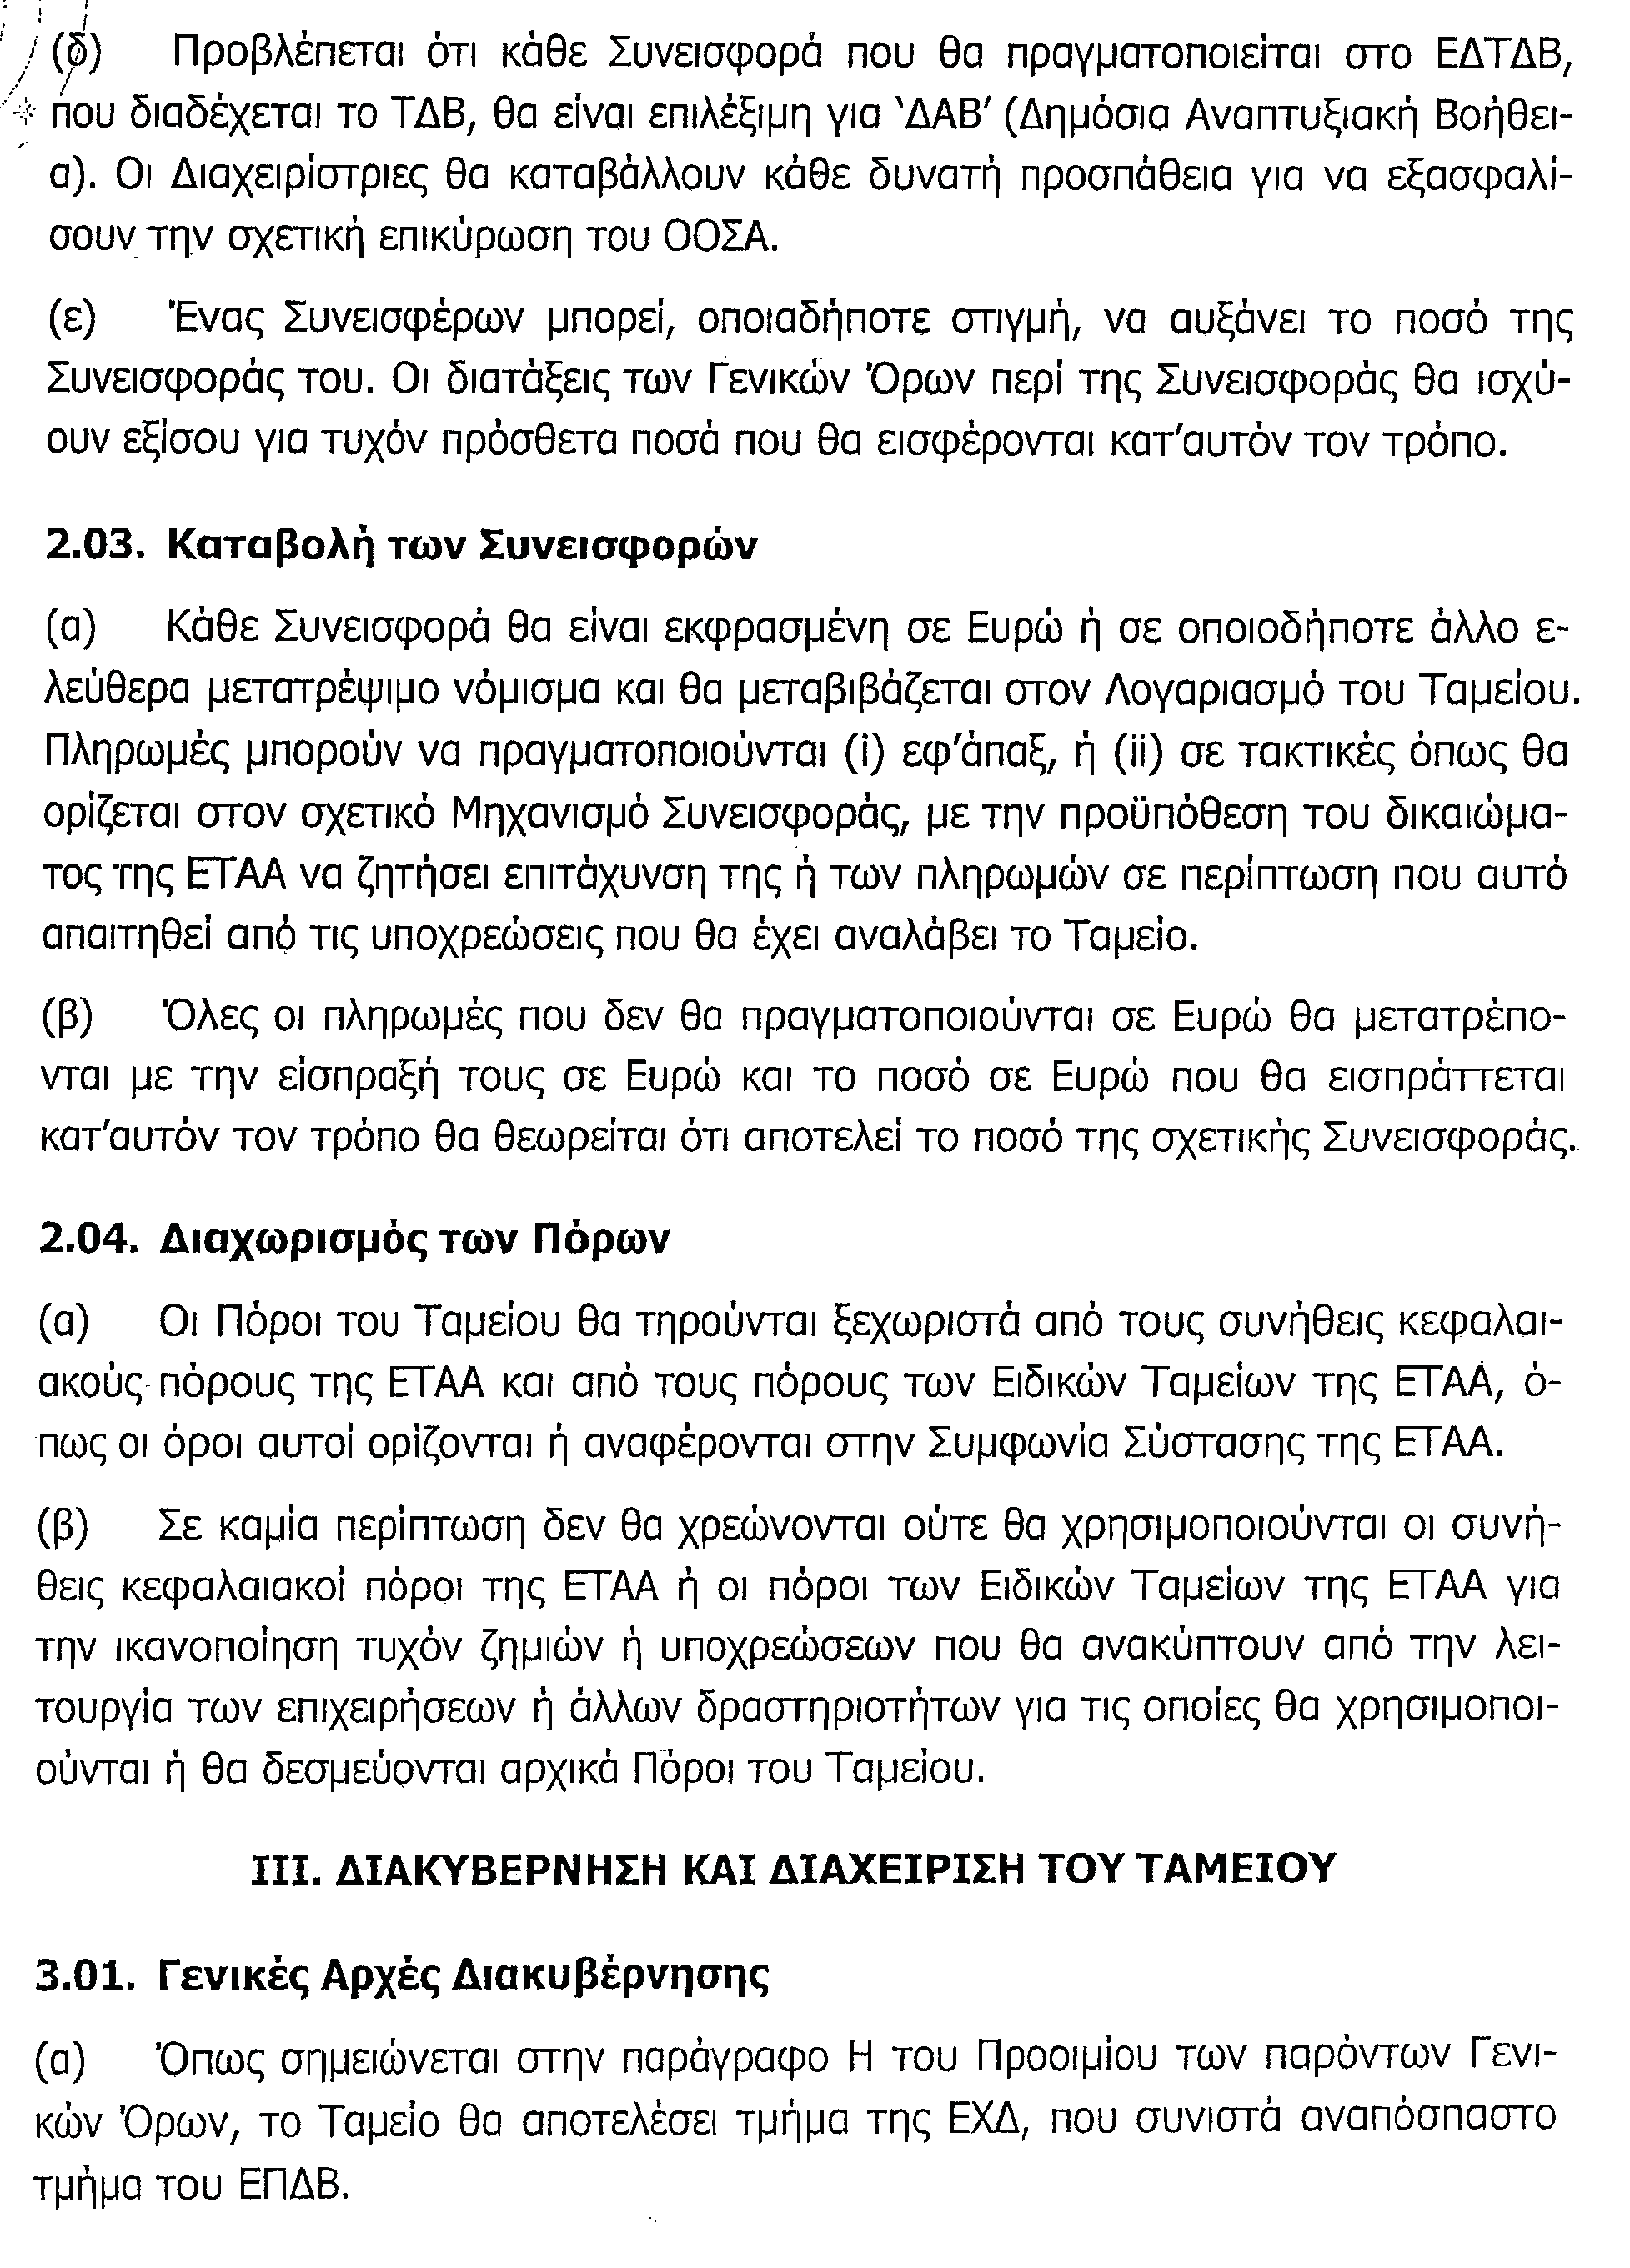 (δ) Προβλέπεται ότι κάθε Συνεισφορά που θα πραγματοποιείται στο ΕΔΤΔΒ,
που διαδέχεται το ΤΔΒ, θα είναι επιλέξιμη για 'ΔΑΒ' (Δημόσια Αναπτυξιακή Βοήθει-
α). Οι Διαχειρίστριες θα καταβάλλουν κάθε δυνατή προσπάθεια για να εξασφαλί-
σουν την σχετική επικύρωση του ΟΟΣΑ.
(ε) Ένας Συνεισφέρων μπορεί, οποιαδήποτε στιγμή, να αυξάνει το ποσό της
Συνεισφοράς του. Οι διατάξεις των Γενικών Όρων περί της Συνεισφοράς θα ισχύ-
ουν εξίσου για τυχόν πρόσθετα ποσά που θα εισφέρονται κατ'αυτόν τον τρόπο.
2.03. Καταβολή των Συνεισφορών
(α) Κάθε Συνεισφορά θα είναι εκφρασμένη σε Ευρώ ή σε οποιοδήποτε άλλο ε-
λεύθερα μετατρέψιμο νόμισμα και θα μεταβιβάζεται στον Λογαριασμό του Ταμείου.
Πληρωμές μπορούν να πραγματοποιούνται (i) εφ'άπαξ, ή (ii) σε τακτικές όπως θα
ορίζεται στον σχετικό Μηχανισμό Συνεισφοράς, με την προϋπόθεση του δικαιώμα-
τος της ΕΤΑΑ να ζητήσει επιτάχυνση της ή των πληρωμών σε περίπτωση που αυτό
απαιτηθεί από τις υποχρεώσεις που θα έχει αναλάβει το Ταμείο.
(β) Όλες οι πληρωμές που δεν θα πραγματοποιούνται σε Ευρώ θα μετατρέπο-
νται με την είσπραξή τους σε Ευρώ και το ποσό σε Ευρώ που θα εισπράττεται
κατ'αυτόν τον τρόπο θα θεωρείται ότι αποτελεί το ποσό της σχετικής Συνεισφοράς.
2.04. Διαχωρισμός των Πόρων
(α) Οι Πόροι του Ταμείου θα τηρούνται ξεχωριστά από τους συνήθεις κεφαλαι-
ακούς πόρους της ΕΤΑΑ και από τους πόρους των Ειδικών Ταμείων της ΕΤΑΑ, ό-
πως οι όροι αυτοί ορίζονται ή αναφέρονται στην Συμφωνία Σύστασης της ΕΤΑΑ.
(β) Σε καμία περίπτωση δεν θα χρεώνονται ούτε θα χρησιμοποιούνται οι συνή-
θεις κεφαλαιακοί πόροι της ΕΤΑΑ ή οι πόροι των Ειδικών Ταμείων της ΕΤΑΑ για
την ικανοποίηση τυχόν ζημιών ή υποχρεώσεων που θα ανακύπτουν από την λει-
τουργία των επιχειρήσεων ή άλλων δραστηριοτήτων για τις οποίες θα χρησιμοποι-
ούνται ή θα δεσμεύονται αρχικά Πόροι του Ταμείου.
III. ΔΙΑΚΥΒΕΡΝΗΣΗ ΚΑΙ ΔΙΑΧΕΙΡΙΣΗ ΤΟΥ ΤΑΜΕΙΟΥ
3.01. Γενικές Αρχές Διακυβέρνησης
(α) Όπως σημειώνεται στην παράγραφο Η του Προοιμίου των παρόντων Γενι-
κών Όρων, το Ταμείο θα αποτελέσει τμήμα της ΕΧΔ, που συνιστά αναπόσπαστο
τμήμα του ΕΠΔΒ.